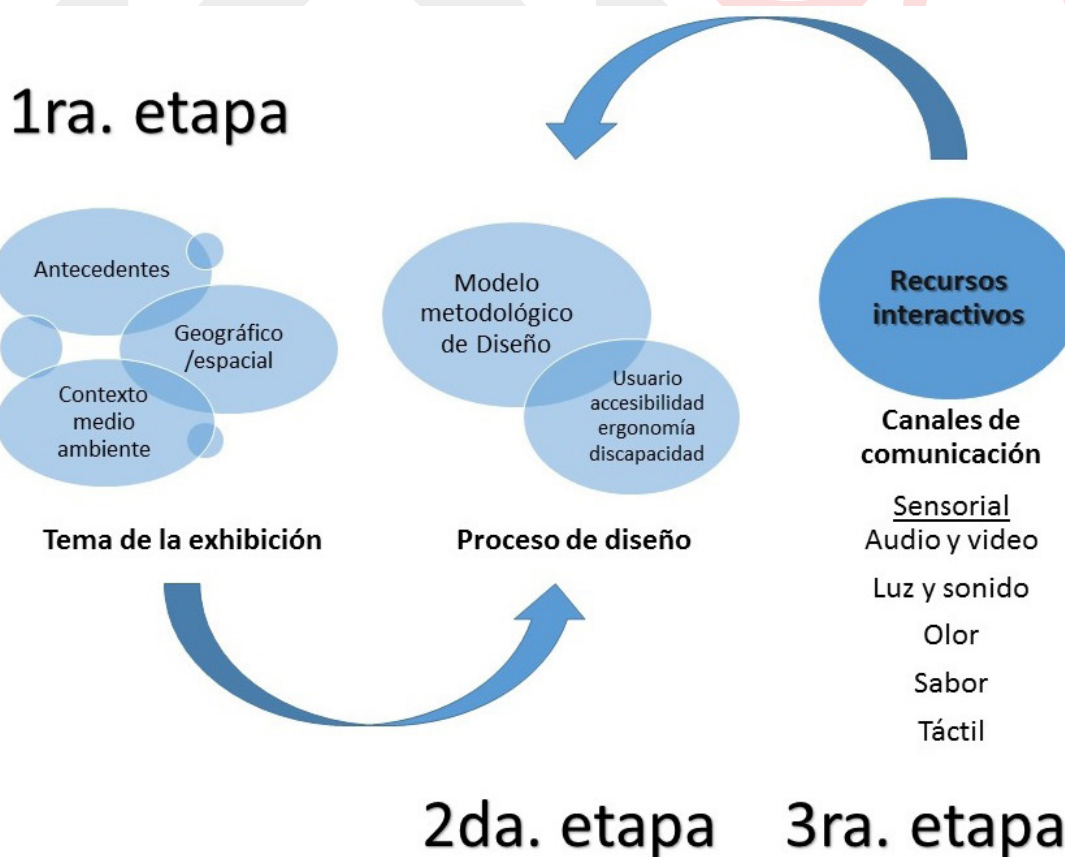 1ra. etapa
Antecedentes
Geográfico
/espacial
Contexto
medio
ambiente
Tema de la exhibición
Modelo
metodológico
de Diseño
Usuario
accesibilidad
ergonomía
discapacidad
Proceso de diseño
2da. etapa
Recursos
interactivos
Canales de
comunicación
Sensorial
Audio y video
Luz y sonido
Olor
Sabor
Táctil
3ra. etapa